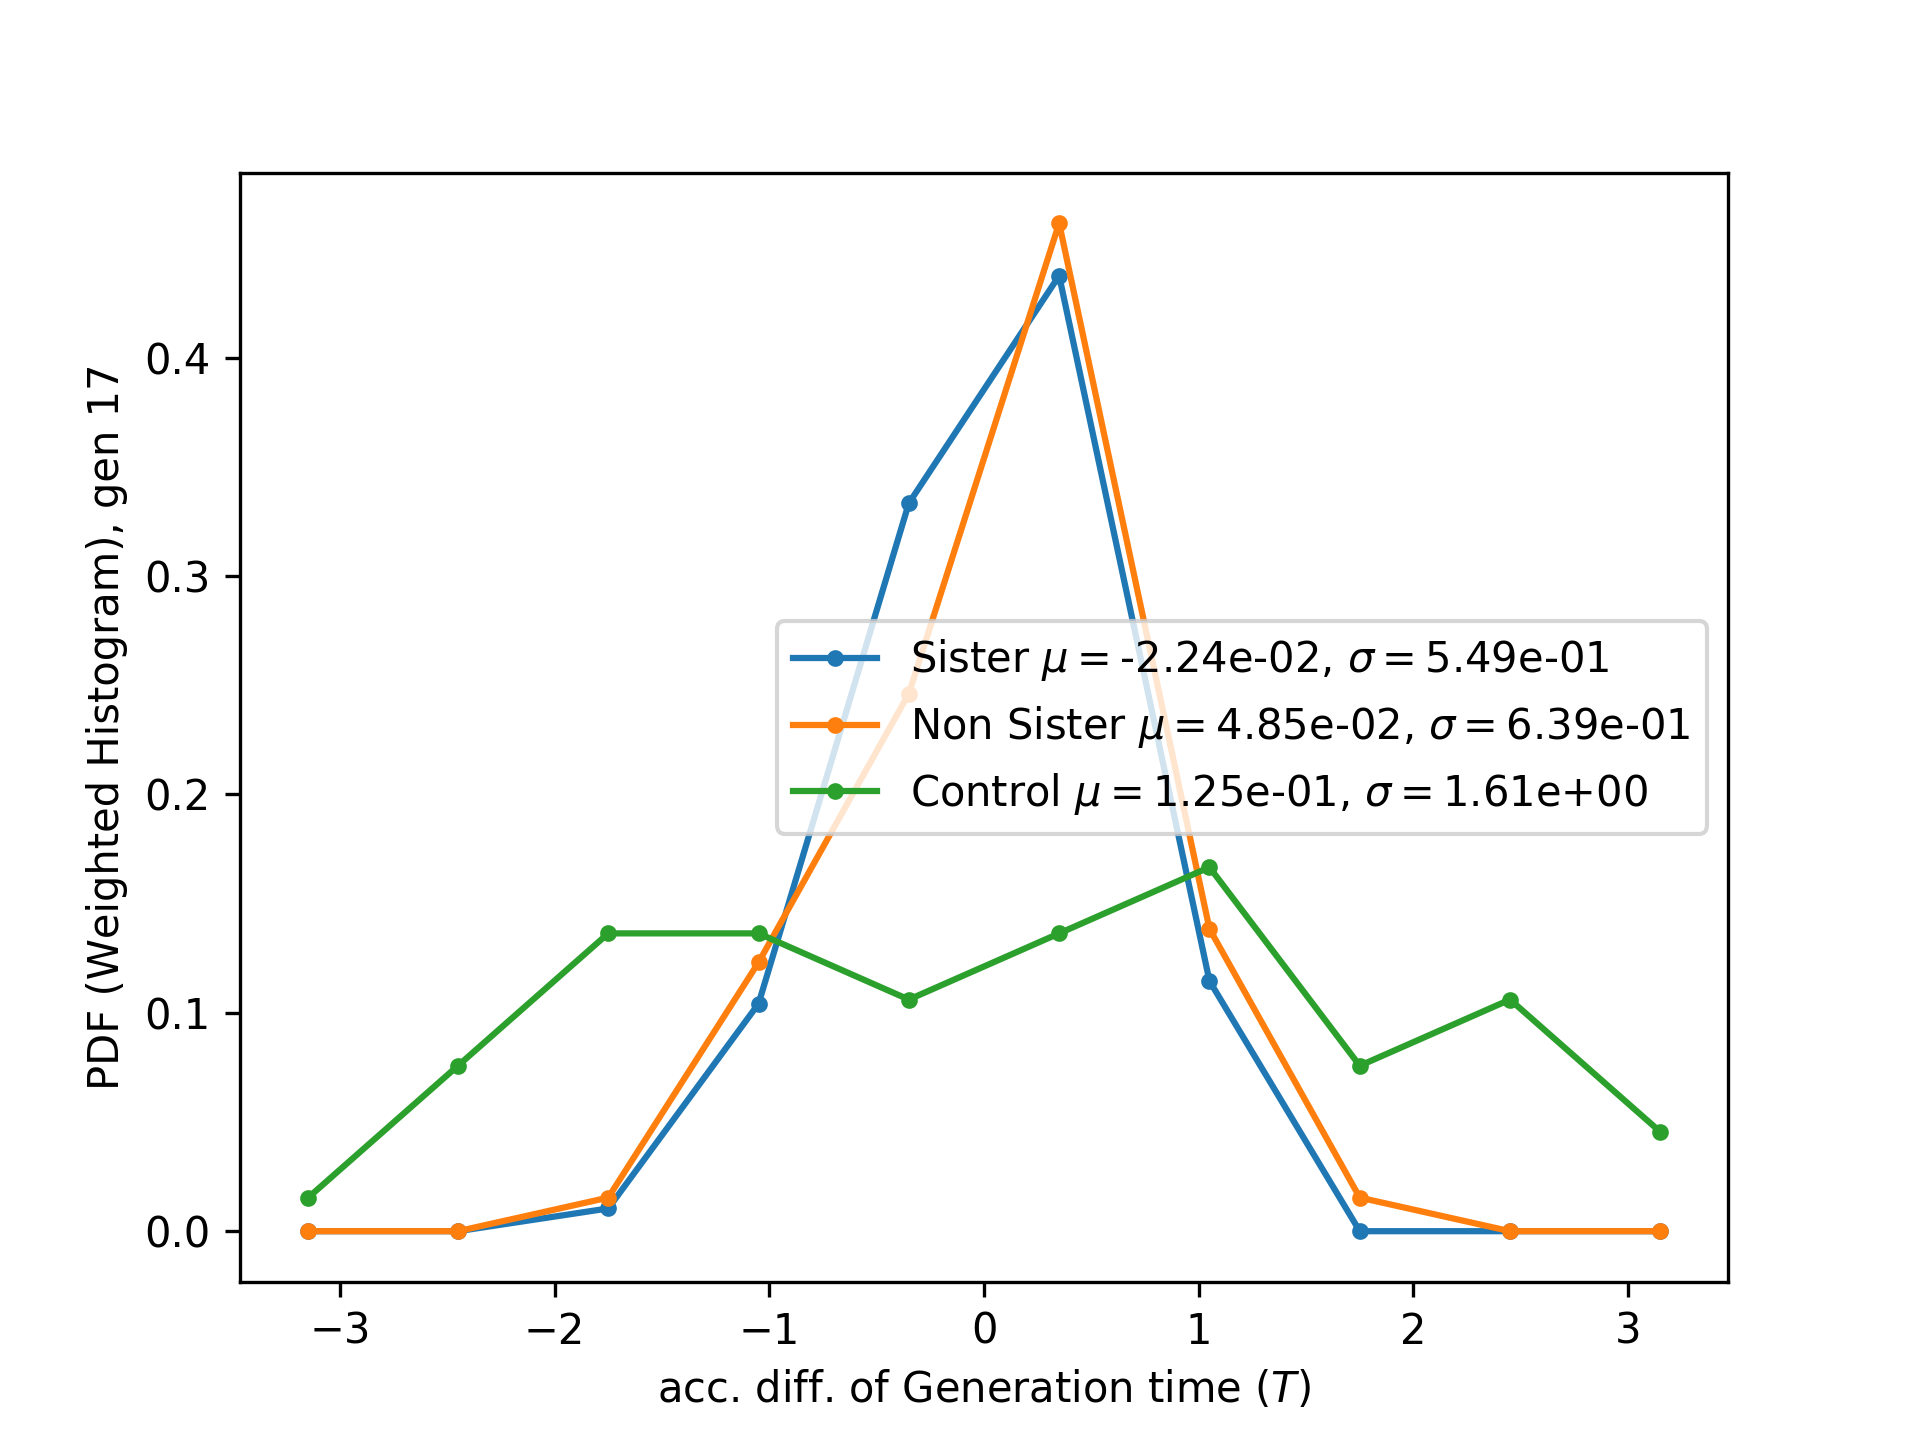 PDF (Weighted Histogram), gen 17
0.4
0.3
0.2
0.1
0.0
Sister μ = -2.24e-02, σ = 5.49e-01
Non Sister μ = 4.85e-02, σ = 6.39e-01
Control μ = 1.25e-01, σ = 1.61e+00
−3 −2 −1 0 1 2 3
acc. diff. of Generation time (T)